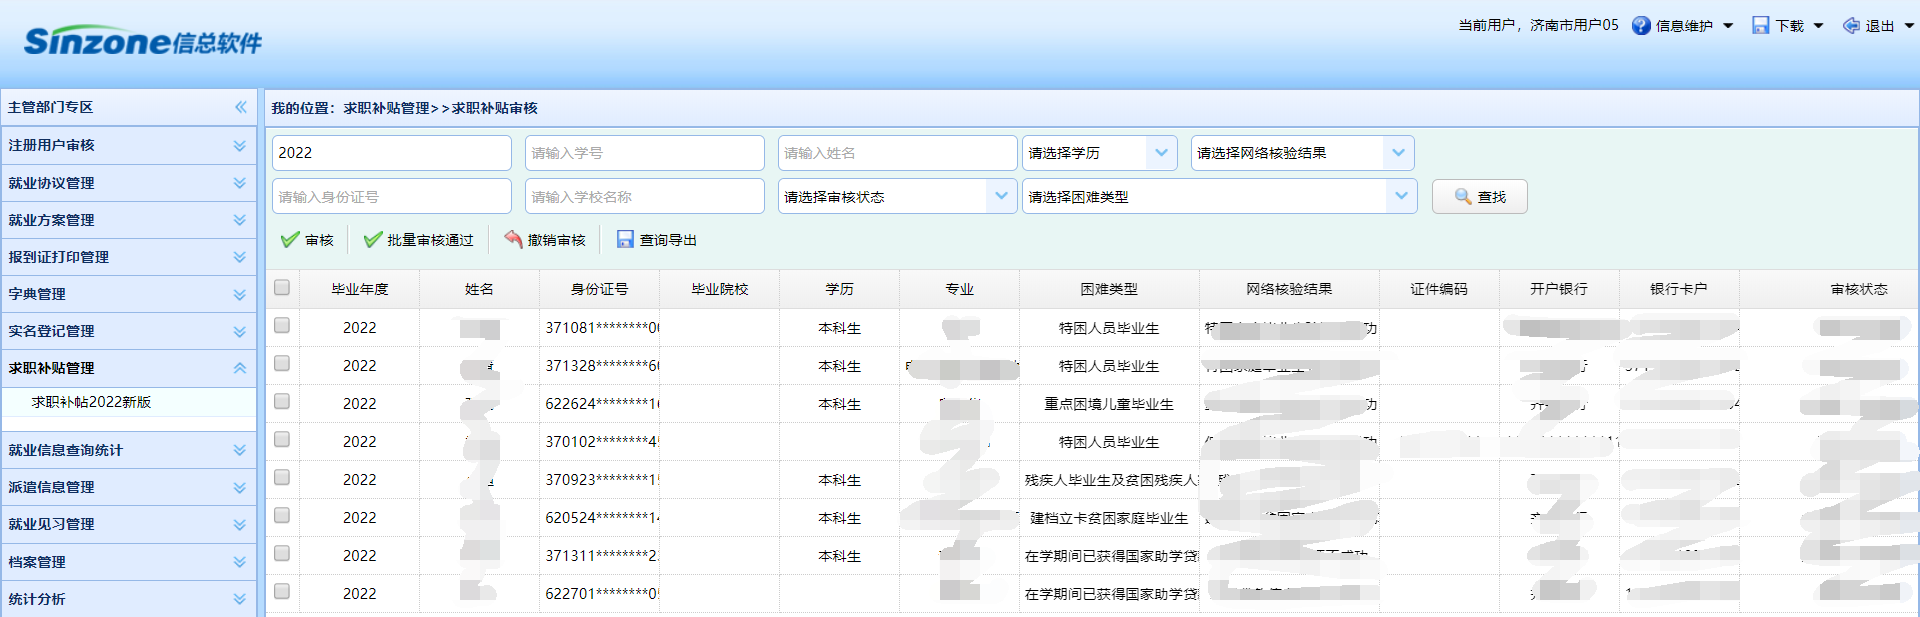 Sinzone信总软件
当前用户，济南市用户05 信息维护 下载 退出
主管部门专区
注册用户审核
就业协议管理
就业方案管理
报到证打印管理
字典管理
实名登记管理
求职补贴管理
求职补帖2022新版
就业信息查询统计
派遣信息管理
就业见习管理
档案管理
统计分析
我的位置：求职补贴管理>>求职补贴审核
2022 请输入学号 请输入姓名 请选择学历 请选择网络核验结果
请输入身份证号 请输入学校名称 请选择审核状态 请选择困难类型 查找
审核 批量审核通过 撤销审核 查询导出
毕业年度 姓名 身份证号 毕业院校 学历 专业 困难类型 网络核验结果 证件编码 开户银行 银行卡户 审核状态
2022 371081********0 本科生 特困人员毕业生
2022 371328********6 本科生 特困人员毕业生
2022 622624********1 本科生 重点困境儿童毕业生
2022 370102********4 特困人员毕业生
2022 370923********1 本科生 残疾人毕业生及贫困残疾人
2022 620524********1 本科生 建档立卡贫困家庭毕业生
2022 371311********2 本科生 在学期间已获得国家助学贷
2022 622701********0 在学期间已获得国家助学贷